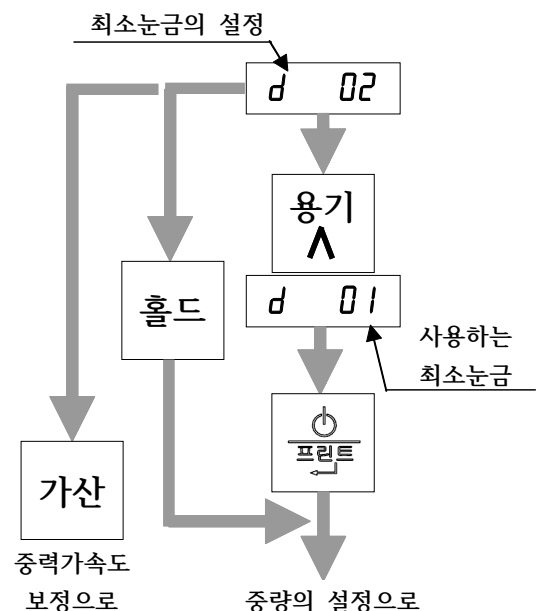 최소눈금의 설정
d 02
용기
∧
d 01
홀드
사용하는
최소눈금
프린트
가산
중력가속도
보정으로
중량의 설정으로